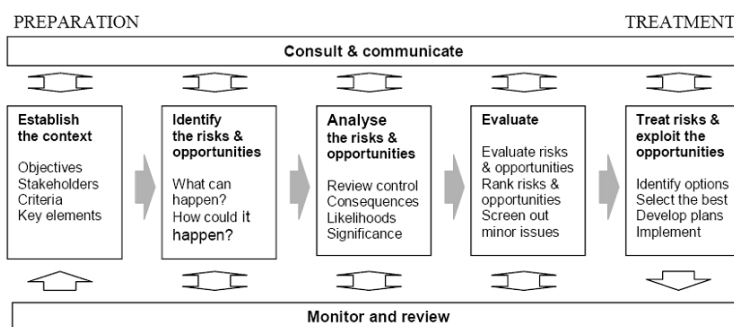 PREPARATION
TREATMENT
Consult & communicate
Establish
the context
Objectives
Stakeholders
Criteria
Key elements
Identify
the risks &
opportunities
What can
happen?
How could it
happen?
Analyse
the risks &
opportunities
Review control
Consequences
Likelihoods
Significance
Evaluate
Evaluate risks
& opportunities
Rank risks &
opportunities
Screen out
minor issues
Treat risks &
exploit the
opportunities
Identify options
Select the best
Develop plans
Implement
Monitor and review